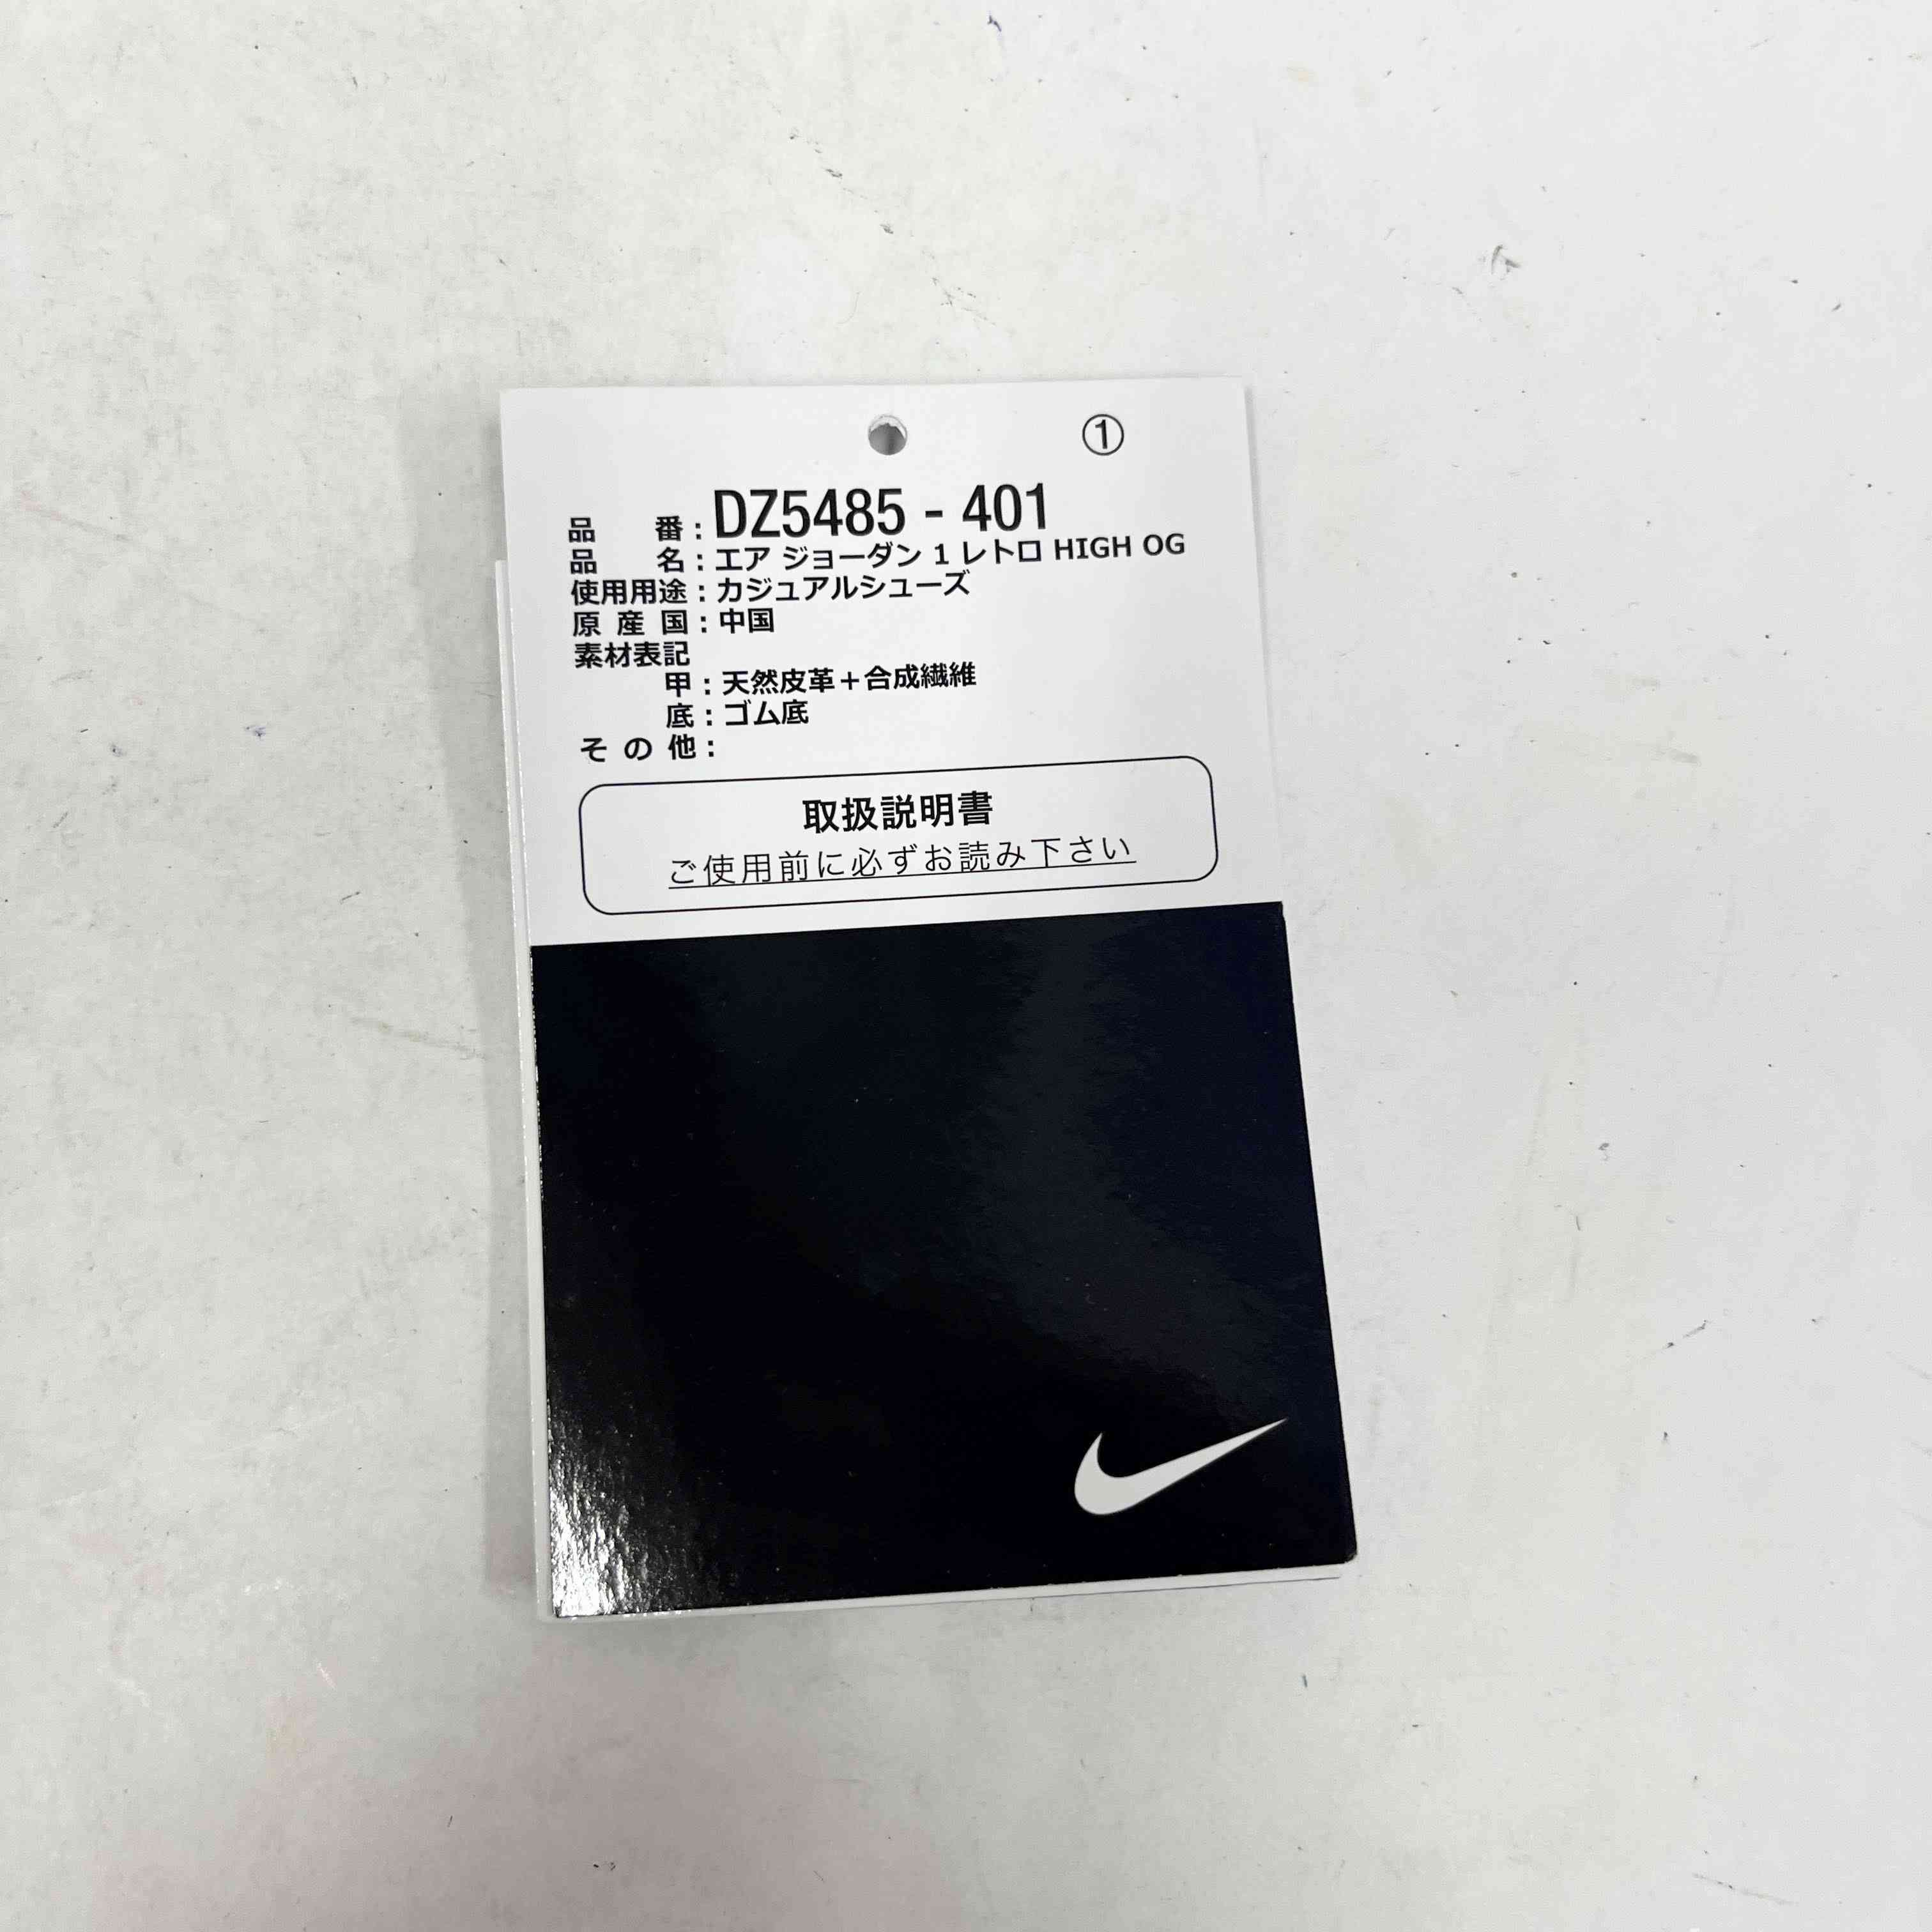 ①
品 番：DZ5485 - 401
品 名：エア ジョーダン 1 レトロ HIGH OG
使用用途：カジュアルシューズ
原 産 国：中国
素材表記
甲：天然皮革＋合成繊維
底：ゴム底
そ の 他：
取扱説明書
ご使用前に必ずお読み下さい